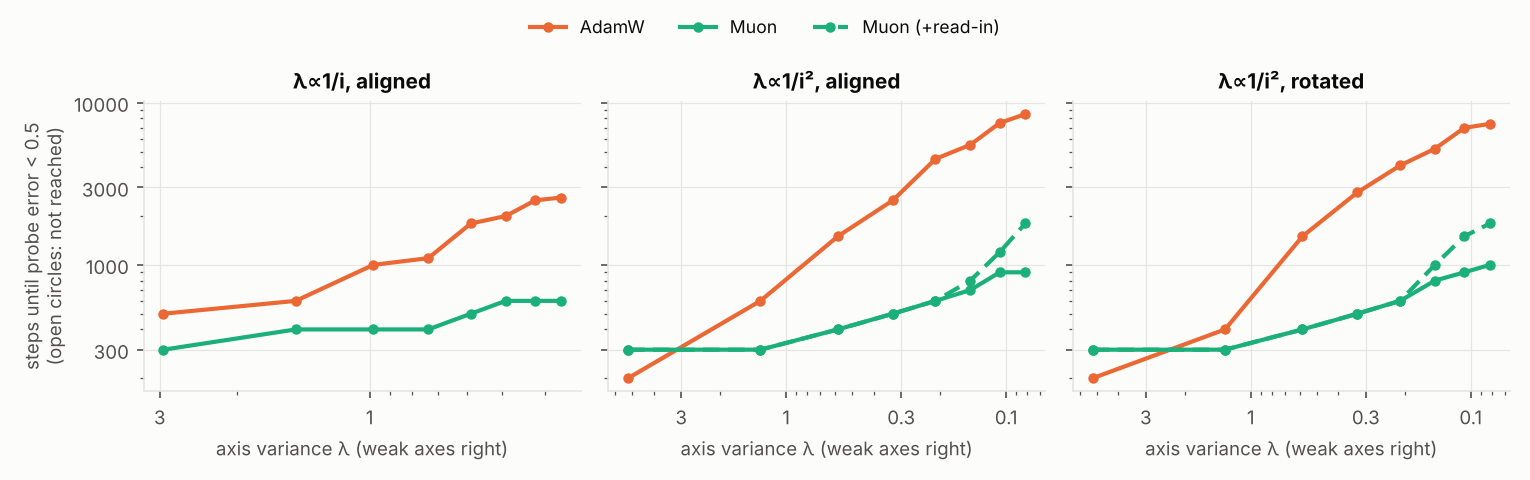 AdamW Muon Muon (+read-in)
λ∝1/i, aligned
λ∝1/i², aligned
λ∝1/i², rotated
steps until probe error < 0.5
(open circles: not reached)
10000
3000
1000
300
3 1
3 1 0.3 0.1
3 1 0.3 0.1
axis variance λ (weak axes right)
axis variance λ (weak axes right)
axis variance λ (weak axes right)